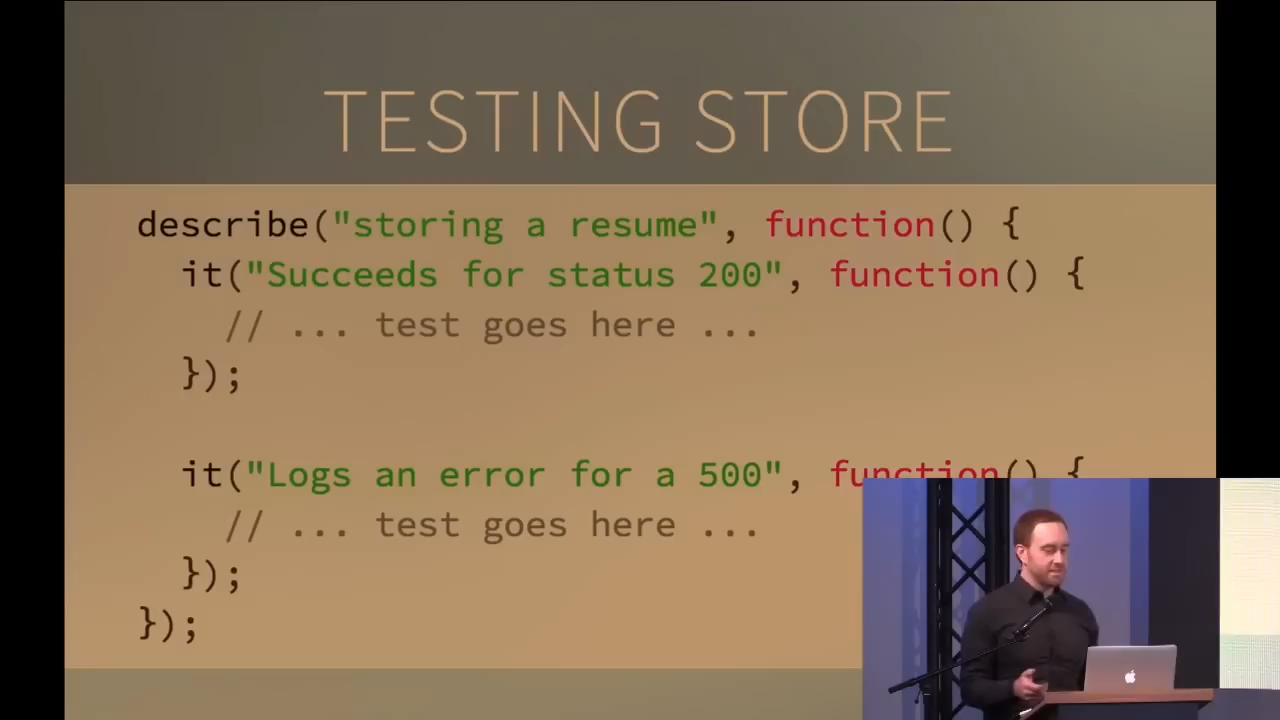 TESTING STORE
describe("storing a resume", function() {
it("Succeeds for status 200", function() {
// ... test goes here ...
});
it("Logs an error for a 500", function() {
// ... test goes here ...
});
});